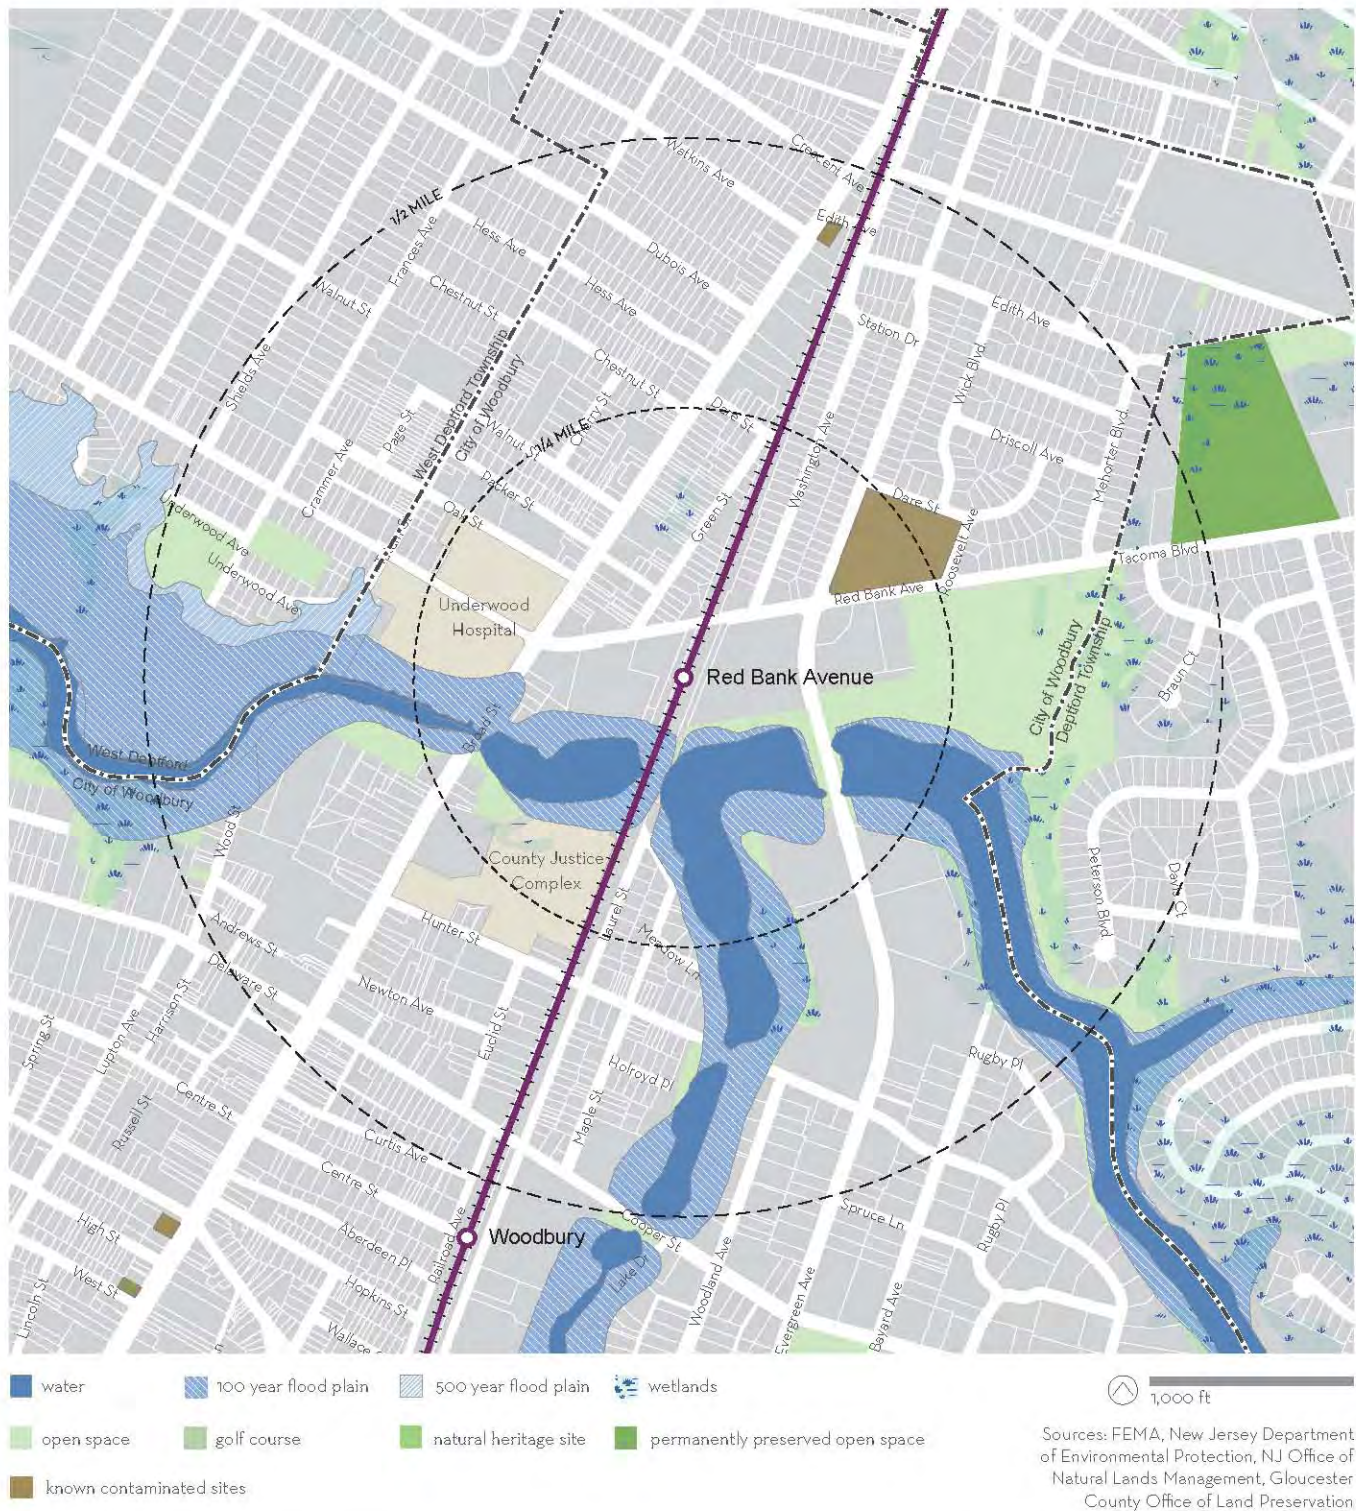 Crescent Ave
Watkins Ave
1/2 MILE
Edith Ave
Frances Ave
Hess Ave
Dubois Ave
Walnut St
Chestnut St
Hess Ave
Edith Ave
Station Dr
Shields Ave
West Deptford Township
City of Woodbury
Chestnut St
Wick Blvd.
Dare St
Page St
Walnut St
1/4 MILE
Washington Ave
Driscoll Ave
Mahorter Blvd.
Crammer Ave
Packer St
Oak St
Green St
Dare St
Underwood Ave
Roosevelt Ave
Underwood Ave
Tacoma Blvd
Red Bank Ave
Underwood
Hospital
City of Woodbury
Deptford Township
Braun Ct
Red Bank Avenue
Broad St
West Deptford
City of Woodbury
Wood St
County Justice
Complex
Peterson Blvd.
Davis Ct
Laurel St
Hunter St
Andrews St
Meadow Ln
Delaware St
Newton Ave
Harrison St
Euclid St
Spring St
Lupton Ave
Rugby Pl
Holroyd Pl
Centre St
Maple St
Russell St
Curtis Ave
Centre St
High St
Aberdeen Pl
Railroad Ave
Woodbury
Cooper St
Spruce Ln
Rugby Pl
West St
Lake Dr
Woodland Ave
Lincoln St
Hopkins St
Evergreen Ave
Bayard Ave
Wallace
water
100 year flood plain
500 year flood plain
wetlands
1,000 ft
open space
golf course
natural heritage site
permanently preserved open space
known contaminated sites
Sources: FEMA, New Jersey Department
of Environmental Protection, NJ Office of
Natural Lands Management, Gloucester
County Office of Land Preservation